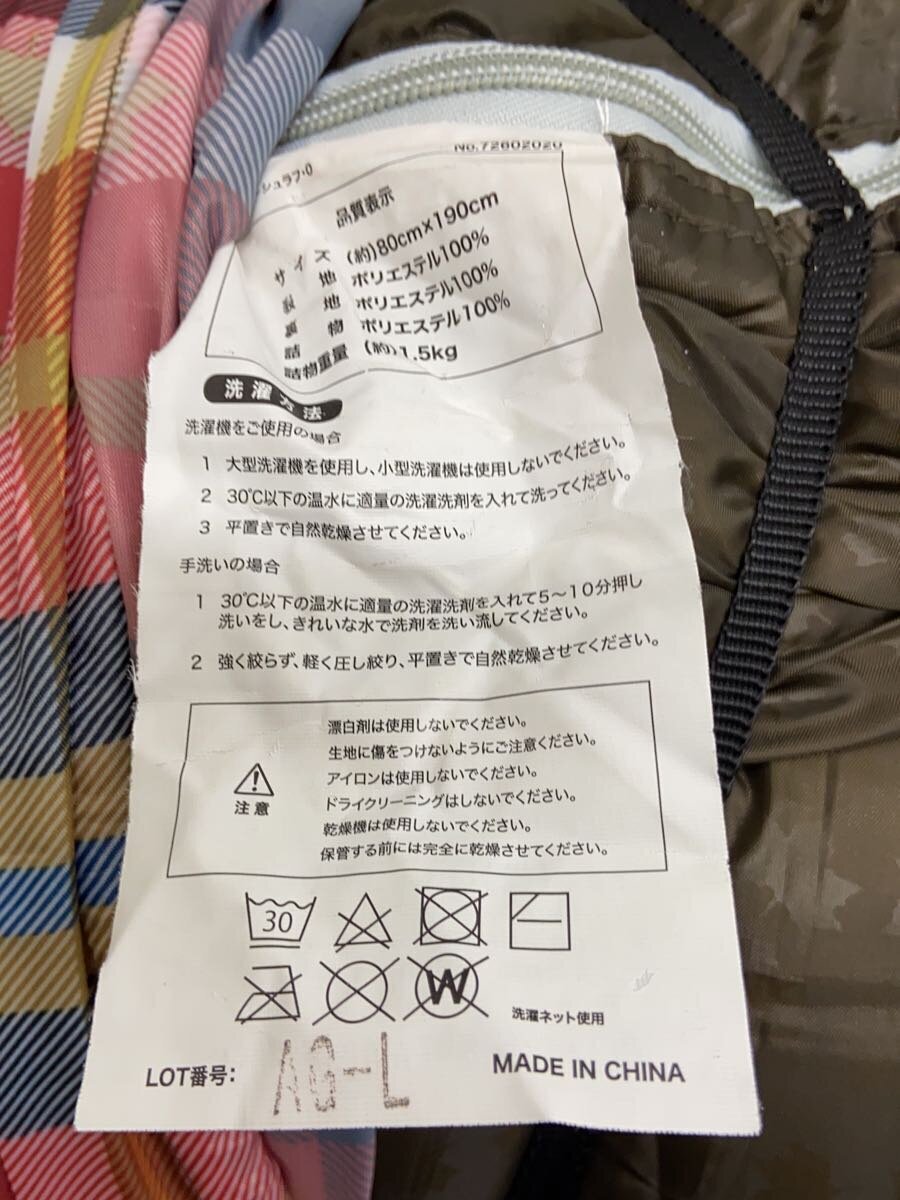 シュラフ・0
No.72602020
品質表示
サイズ (約)80cm×190cm
表地 ポリエステル100%
裏地 ポリエステル100%
詰物 ポリエステル100%
詰物重量 (約)1.5kg
洗濯方法
洗濯機をご使用の場合
1 大型洗濯機を使用し、小型洗濯機は使用しないでください。
2 30℃以下の温水に適量の洗濯洗剤を入れて洗ってください。
3 平置きで自然乾燥させてください。
手洗いの場合
1 30℃以下の温水に適量の洗濯洗剤を入れて5〜10分押し
洗いをし、きれいな水で洗剤を洗い流してください。
2 強く絞らず、軽く圧し絞り、平置きで自然乾燥させてください。
漂白剤は使用しないでください。
生地に傷をつけないようにご注意ください。
アイロンは使用しないでください。
ドライクリーニングはしないでください。
乾燥機は使用しないでください。
保管する前には完全に乾燥させてください。
注意
30
W
洗濯ネット使用
LOT番号: AG-L
MADE IN CHINA